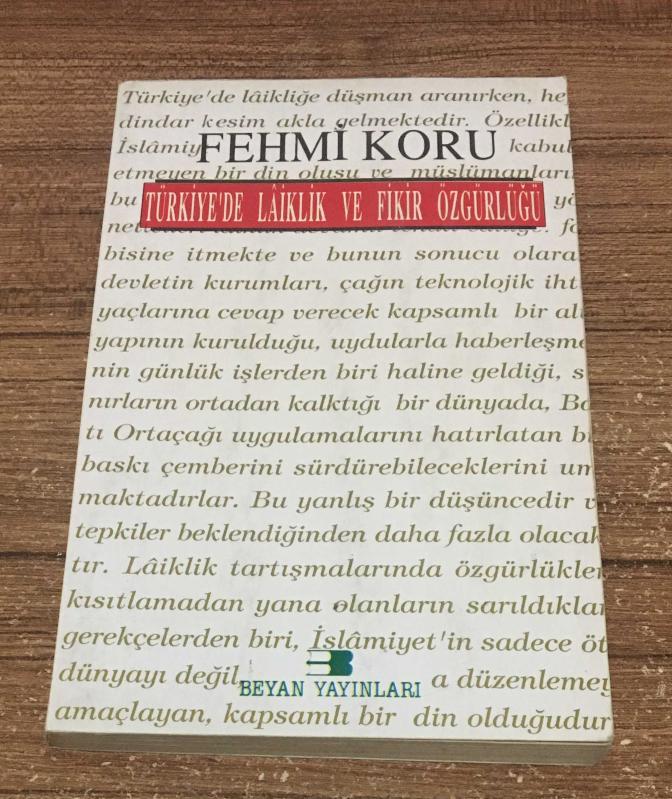 Türkiye'de lâikliğe düşman aranırken, he
dindar kesim akla gelmektedir. Özellikl
İslâmiy
FEHMİ KORU
kabul
etmeyen bir din oluşu ve müslümanları
bu
TÜRKİYE'DE LÂİKLİK VE FİKİR ÖZGÜRLÜĞÜ
bisine itmekte ve bunun sonucu olara
devletin kurumları, çağın teknolojik iht
yaçlarına cevap verecek kapsamlı bir al
yapının kurulduğu, uydularla haberleşme
nin günlük işlerden biri haline geldiği, s
nırların ortadan kalktığı bir dünyada, Ba
tı Ortaçağı uygulamalarını hatırlatan b
baskı çemberini sürdürebileceklerini um
maktadırlar. Bu yanlış bir düşüncedir v
tepkiler beklendiğinden daha fazla olacak
tır. Lâiklik tartışmalarında özgürlükler
kısıtlamadan yana olanların sarıldıklar
gerekçelerden biri, İslâmiyet'in sadece öt
dünyayı değil,
a düzenlemey
BEYAN YAYINLARI
amaçlayan, kapsamlı bir din olduğudur